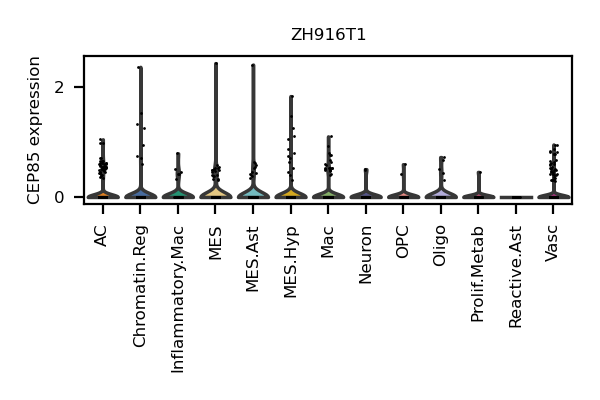 ZH916T1
CEP85 expression
2
0
AC
Chromatin.Reg
Inflammatory.Mac
MES
MES.Ast
MES.Hyp
Mac
Neuron
OPC
Oligo
Prolif.Metab
Reactive.Ast
Vasc